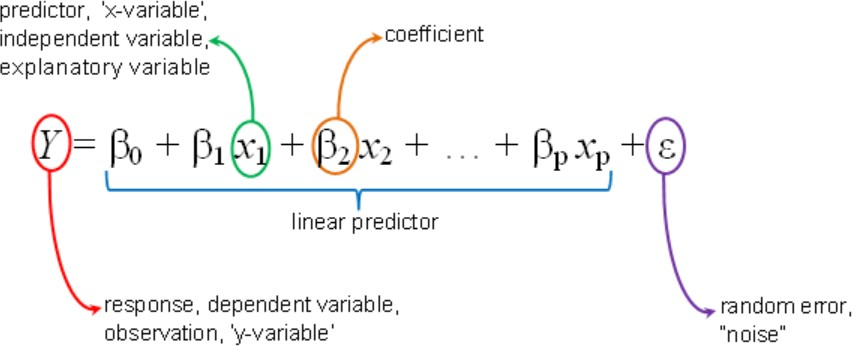 predictor, 'x-variable',
independent variable,
explanatory variable
coefficient
Y = β0 + β1 x1 + β2 x2 + … + βp xp + ε
linear predictor
response, dependent variable,
observation, 'y-variable'
random error,
"noise"